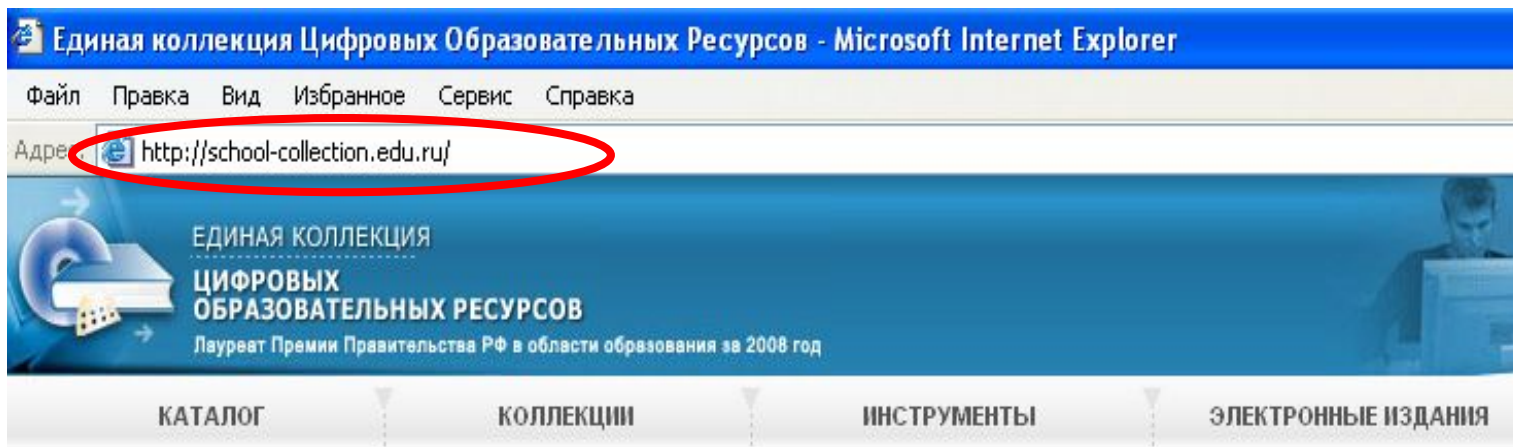 Единая коллекция Цифровых Образовательных Ресурсов - Microsoft Internet Explorer
Файл Правка Вид Избранное Сервис Справка
Адрес: http://school-collection.edu.ru/
ЕДИНАЯ КОЛЛЕКЦИЯ
ЦИФРОВЫХ
ОБРАЗОВАТЕЛЬНЫХ РЕСУРСОВ
Лауреат Премии Правительства РФ в области образования за 2008 год
КАТАЛОГ КОЛЛЕКЦИИ ИНСТРУМЕНТЫ ЭЛЕКТРОННЫЕ ИЗДАНИЯ